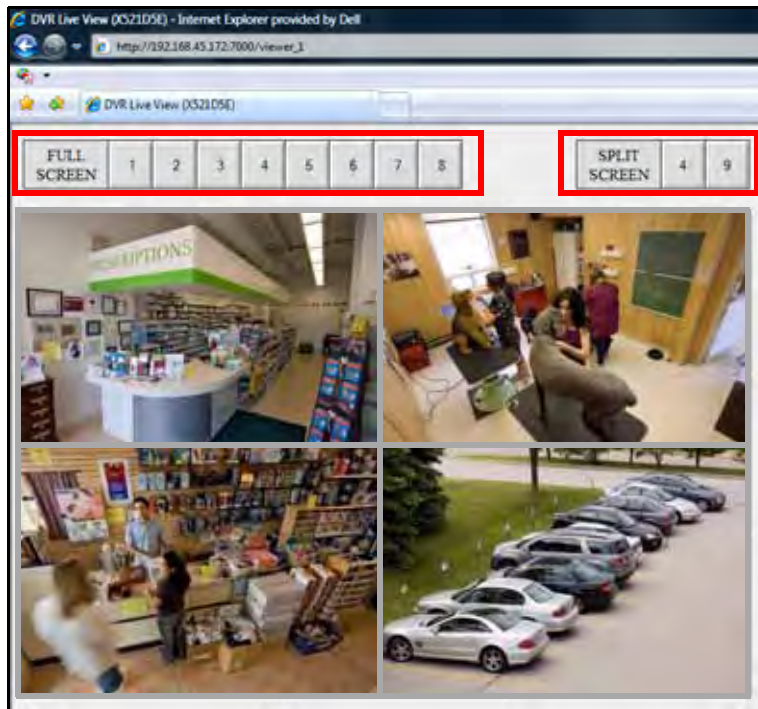 DVR Live View (X521D5E) - Internet Explorer provided by Dell
http://192.168.45.172:7000/viewer_1
DVR Live View (X521D5E)
FULL SCREEN 1 2 3 4 5 6 7 8
SPLIT SCREEN 4 9